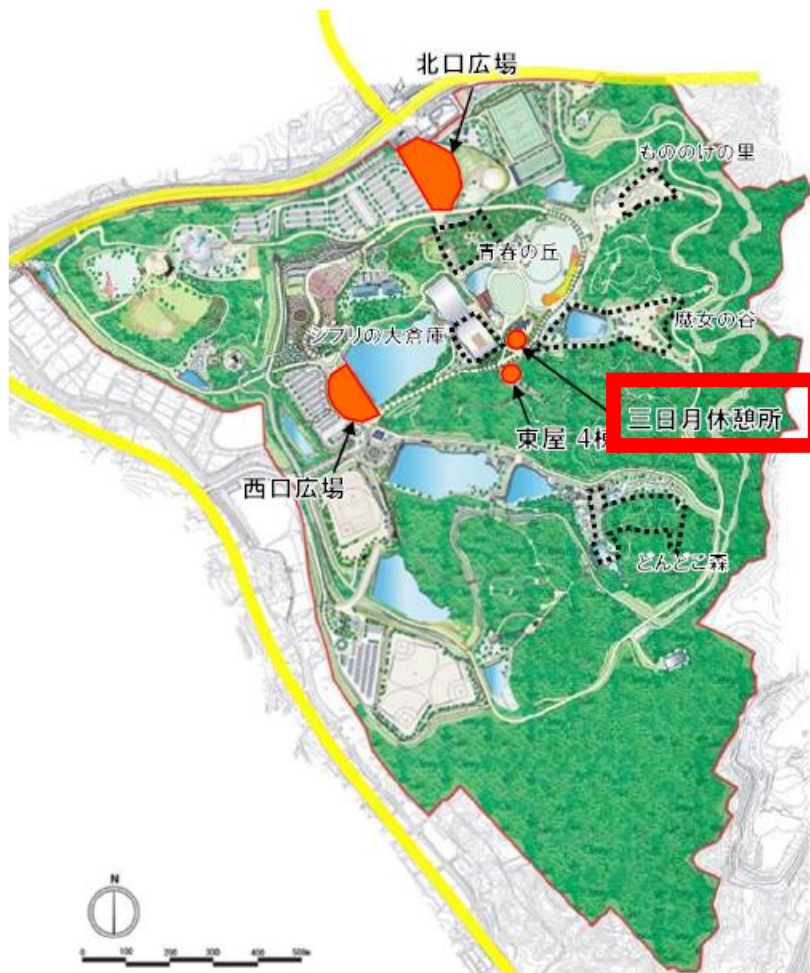 北口広場
もののけの里
青春の丘
魔女の谷
ジブリの大倉庫
三日月休憩所
東屋 4棟
西口広場
どんどこ森
N
0 100 200 300 400 500m